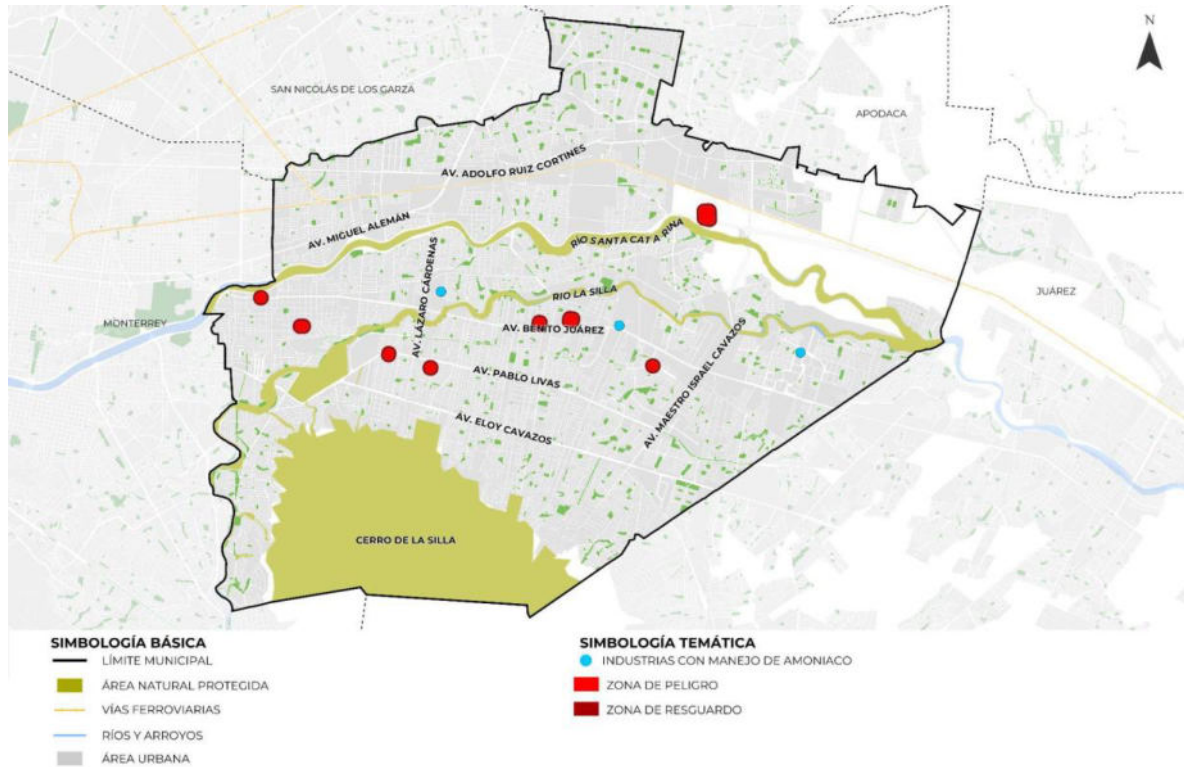 N
SAN NICOLÁS DE LOS GARZA
APODACA
AV. ADOLFO RUIZ CORTINES
AV. MIGUEL ALEMÁN
RÍO SANTA CATARINA
AV. LÁZARO CÁRDENAS
RIO LA SILLA
JUÁREZ
MONTERREY
AV. BENITO JUÁREZ
AV. MAESTRO ISRAEL CAVAZOS
AV. PABLO LIVAS
AV. ELOY CAVAZOS
CERRO DE LA SILLA
SIMBOLOGÍA BÁSICA
LÍMITE MUNICIPAL
ÁREA NATURAL PROTEGIDA
VÍAS FERROVIARIAS
RÍOS Y ARROYOS
ÁREA URBANA
SIMBOLOGÍA TEMÁTICA
INDUSTRIAS CON MANEJO DE AMONIACO
ZONA DE PELIGRO
ZONA DE RESGUARDO